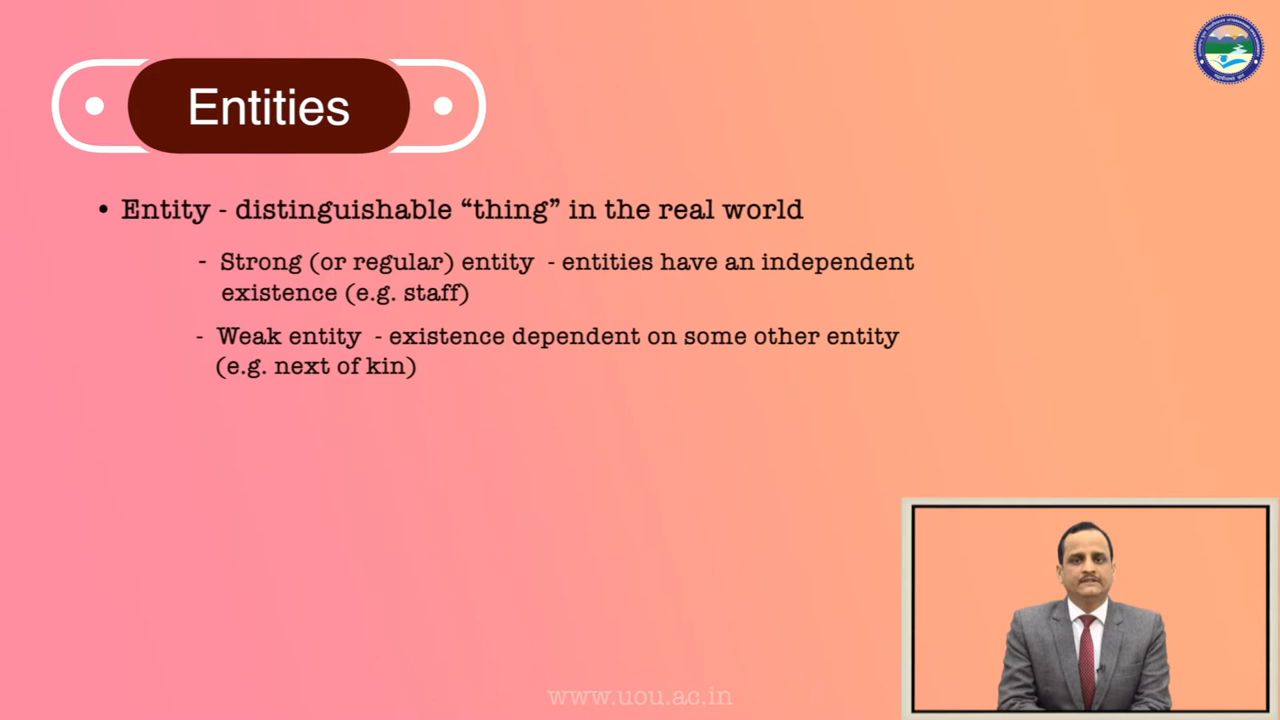 Entities
• Entity - distinguishable “thing” in the real world
- Strong (or regular) entity - entities have an independent
existence (e.g. staff)
- Weak entity - existence dependent on some other entity
(e.g. next of kin)
www.uou.ac.in